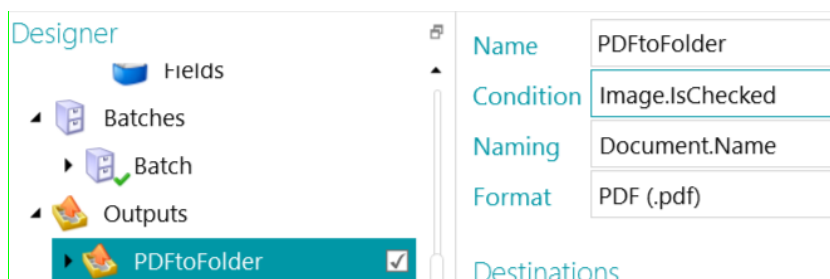 Designer
Fields
Batches
Batch
Outputs
PDFtoFolder
Name PDFtoFolder
Condition Image.IsChecked
Naming Document.Name
Format PDF (.pdf)
Destinations